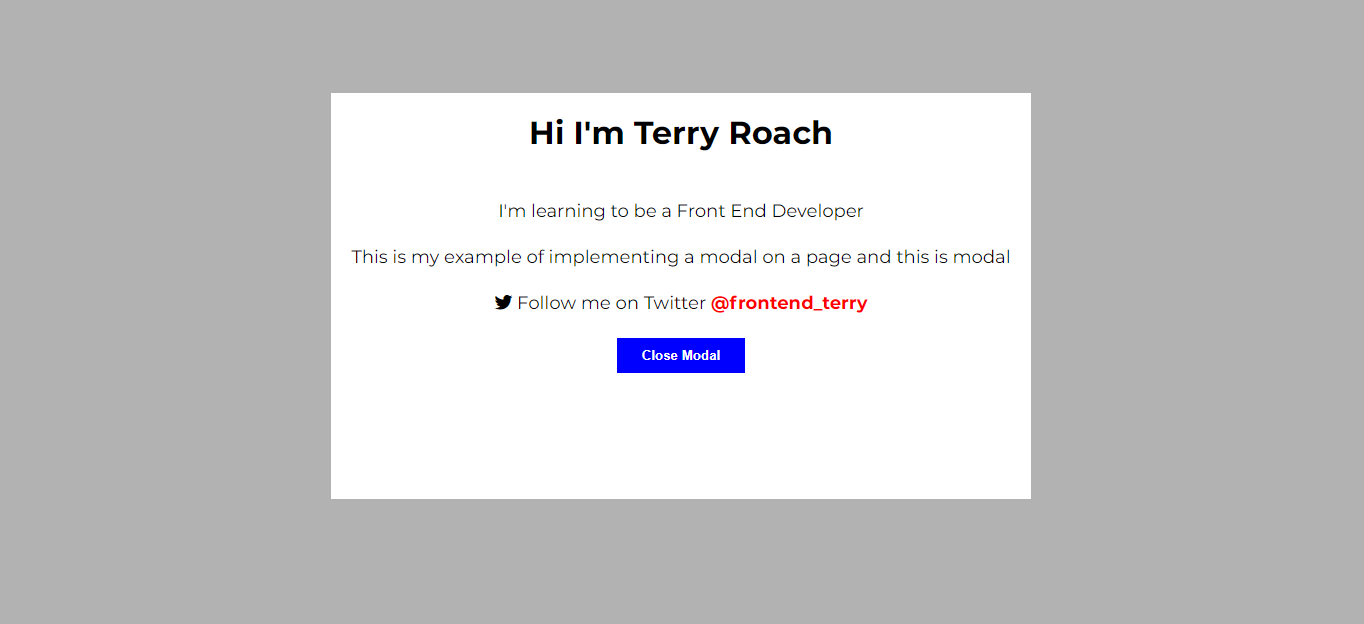 Hi I'm Terry Roach
I'm learning to be a Front End Developer
This is my example of implementing a modal on a page and this is modal
Follow me on Twitter @frontend_terry
Close Modal